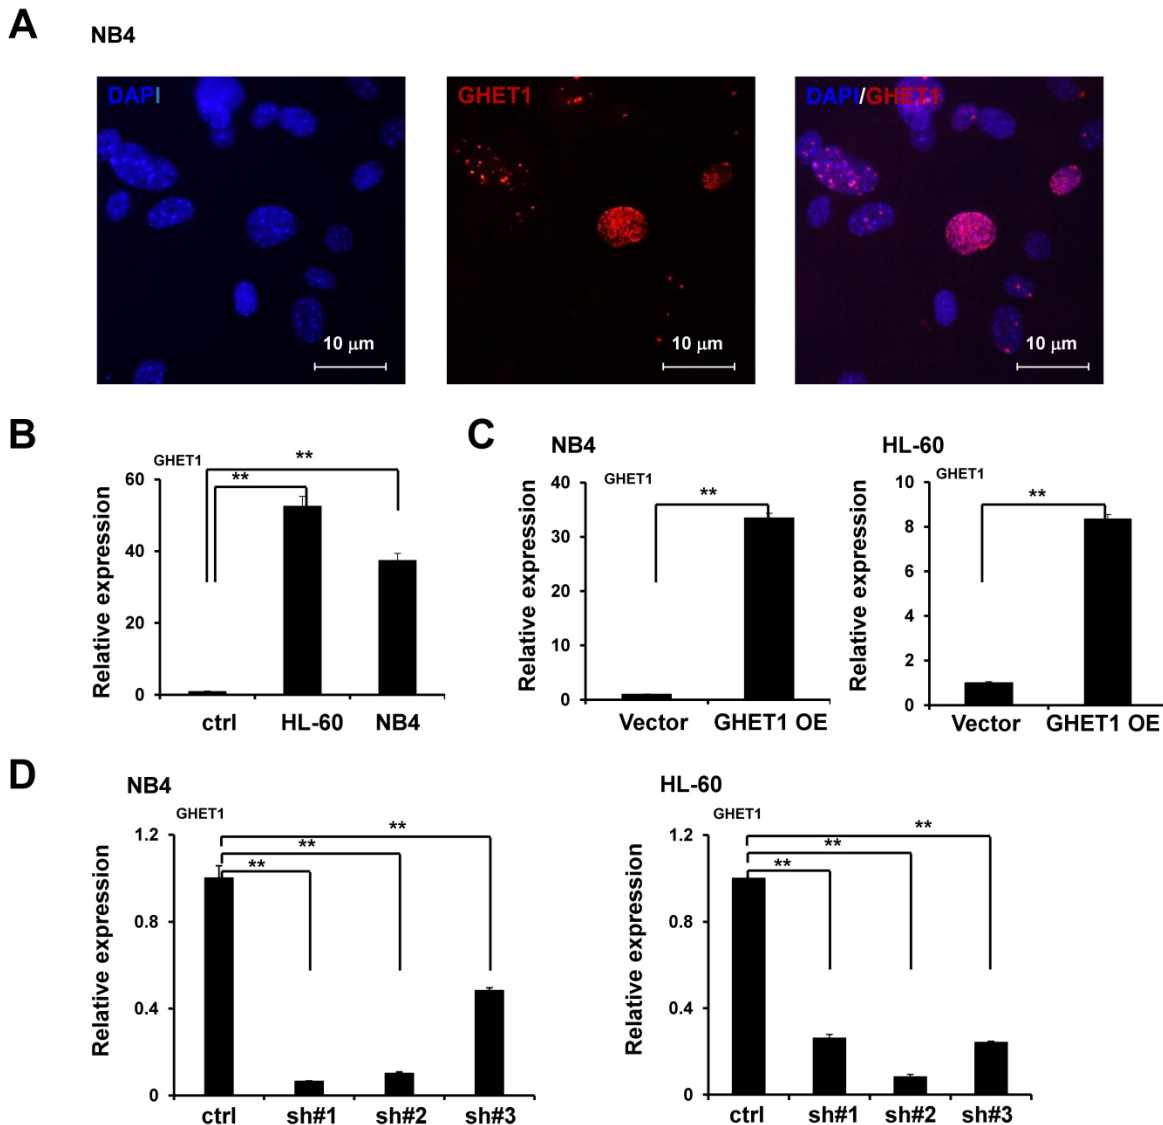 A
NB4
DAPI
10 μm
GHET1
10 μm
DAPI/GHET1
10 μm
B
GHET1
**
**
Relative expression
60
40
20
0
ctrl HL-60 NB4
C
NB4
GHET1
**
Relative expression
40
30
20
10
0
Vector GHET1 OE
HL-60
GHET1
**
Relative expression
10
8
6
4
2
0
Vector GHET1 OE
D
NB4
GHET1
**
**
**
Relative expression
1.2
0.8
0.4
0
ctrl sh#1 sh#2 sh#3
HL-60
GHET1
**
**
**
Relative expression
1.2
0.8
0.4
0
ctrl sh#1 sh#2 sh#3